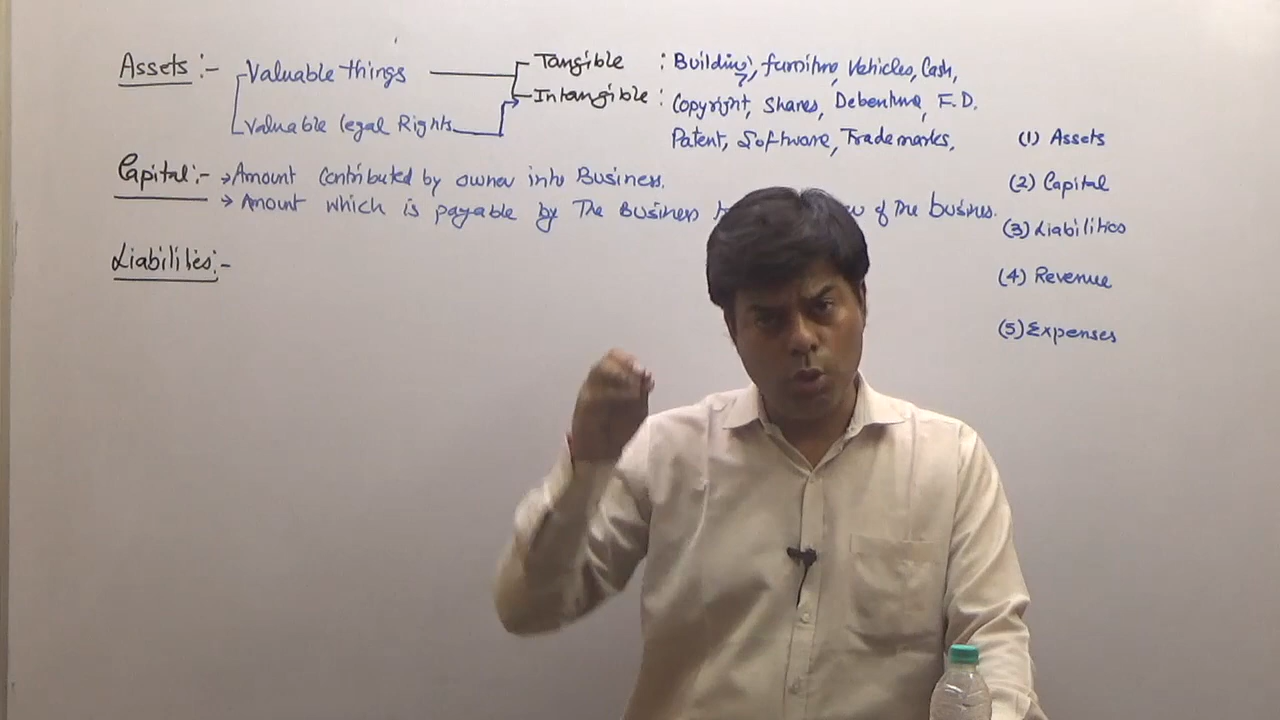 Assets :- Valuable things Tangible : Building, furniture, Vehicles, Cash,
Valuable legal Rights Intangible : Copyright, Shares, Debenture, F.D.
Patent, Software, Trademarks,
Capital :- → Amount Contributed by owner into Business.
→ Amount which is payable by The Business of The busines.
Liabilities :-
(1) Assets
(2) Capital
(3) Liabilities
(4) Revenue
(5) Expenses